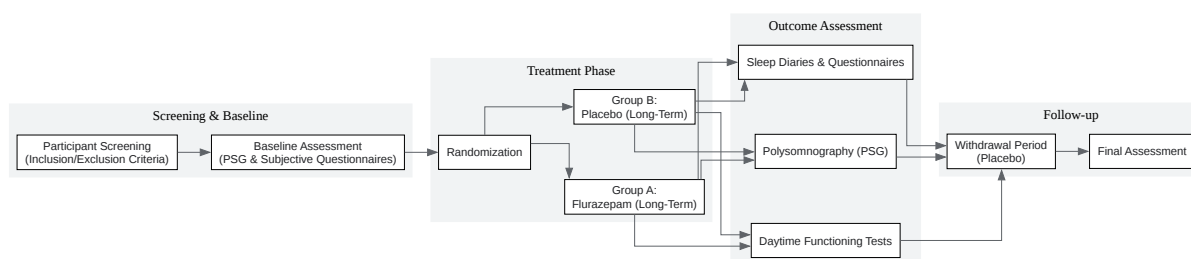 Screening & Baseline
Participant Screening
(Inclusion/Exclusion Criteria)
Baseline Assessment
(PSG & Subjective Questionnaires)
Treatment Phase
Randomization
Group B:
Placebo (Long-Term)
Group A:
Flurazepam (Long-Term)
Outcome Assessment
Sleep Diaries & Questionnaires
Polysomnography (PSG)
Daytime Functioning Tests
Follow-up
Withdrawal Period
(Placebo)
Final Assessment